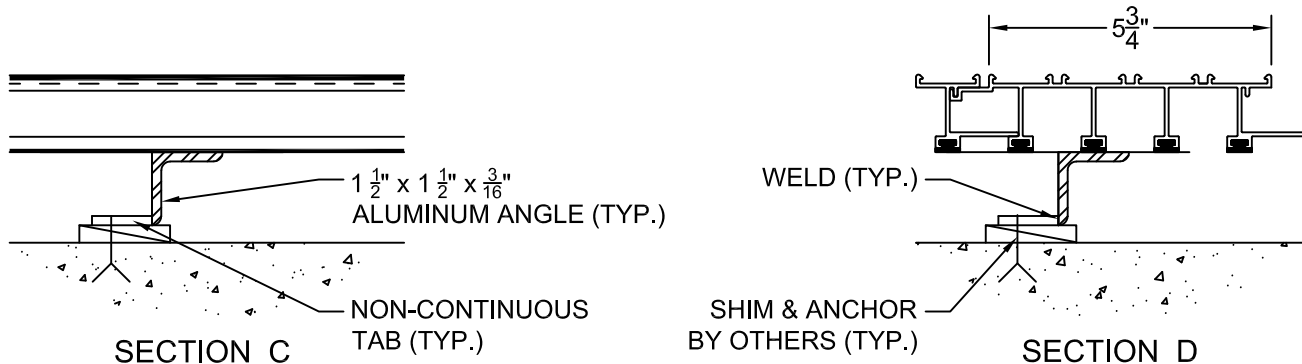 5 3/4"
1 1/2" x 1 1/2" x 3/16"
ALUMINUM ANGLE (TYP.)
NON-CONTINUOUS
TAB (TYP.)
SECTION C
WELD (TYP.)
SHIM & ANCHOR
BY OTHERS (TYP.)
SECTION D